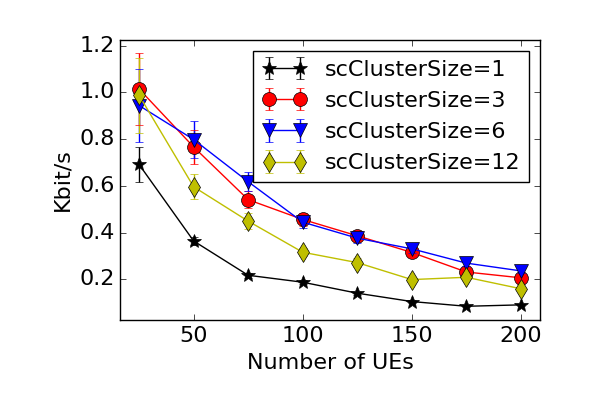 1.2
1.0
0.8
0.6
0.4
0.2
Kbit/s
scClusterSize=1
scClusterSize=3
scClusterSize=6
scClusterSize=12
50 100 150 200
Number of UEs